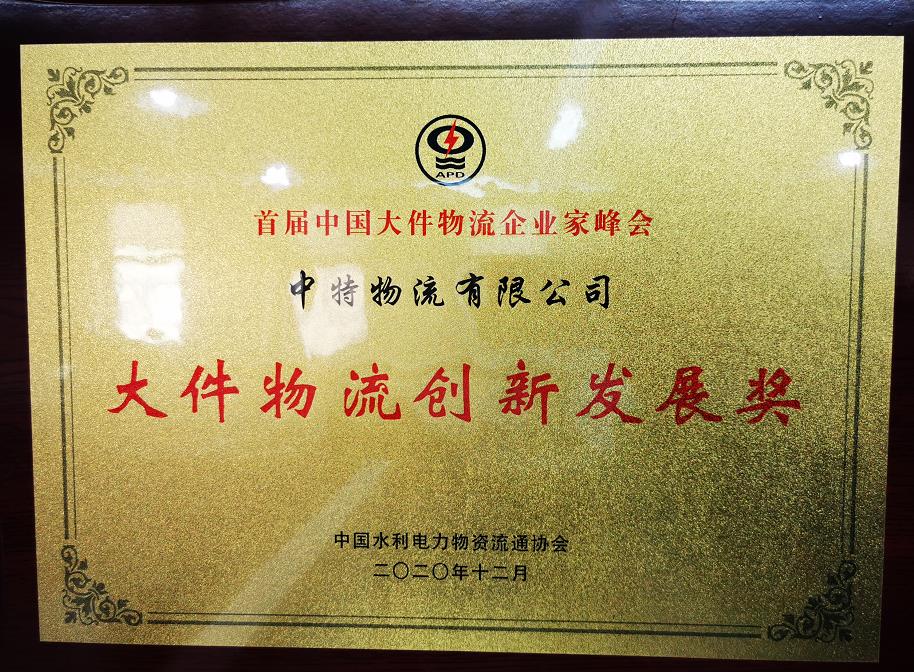 APD
首届中国大件物流企业家峰会
中特物流有限公司
大件物流创新发展奖
中国水利电力物资流通协会
二〇二〇年十二月